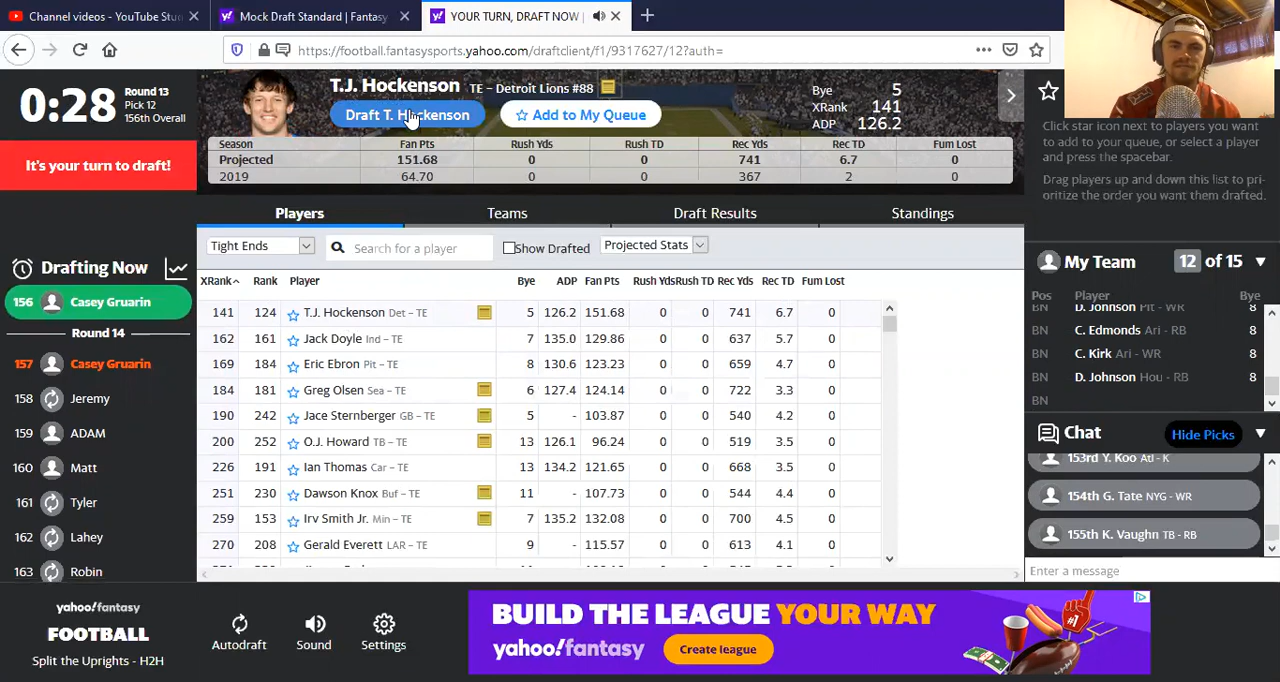 Channel videos - YouTube Stu
Mock Draft Standard | Fantasy
YOUR TURN, DRAFT NOW |
https://football.fantasysports.yahoo.com/draftclient/f1/9317627/12?auth=
0:28
Round 13
Pick 12
156th Overall
It's your turn to draft!
T.J. Hockenson TE – Detroit Lions #88
Draft T. Hockenson
Add to My Queue
Bye 5
XRank 141
ADP 126.2
Season Fan Pts Rush Yds Rush TD Rec Yds Rec TD Fum Lost
Projected 151.68 0 0 741 6.7 0
2019 64.70 0 0 367 2 0
Click star icon next to players you want
to add to your queue, or select a player
and press the spacebar.
Drag players up and down this list to pri-
oritize the order you want them drafted.
Players Teams Draft Results Standings
Tight Ends
Search for a player
Show Drafted
Projected Stats
XRank Rank Player Bye ADP Fan Pts Rush Yds Rush TD Rec Yds Rec TD Fum Lost
141 124 T.J. Hockenson Det – TE 5 126.2 151.68 0 0 741 6.7 0
162 161 Jack Doyle Ind – TE 7 135.0 129.86 0 0 637 5.7 0
169 184 Eric Ebron Pit – TE 8 130.6 123.23 0 0 659 4.7 0
184 181 Greg Olsen Sea – TE 6 127.4 124.14 0 0 722 3.3 0
190 242 Jace Sternberger GB – TE 5 - 103.87 0 0 540 4.2 0
200 252 O.J. Howard TB – TE 13 126.1 96.24 0 0 519 3.5 0
226 191 Ian Thomas Car – TE 13 134.2 121.65 0 0 668 3.5 0
251 230 Dawson Knox Buf – TE 11 - 107.73 0 0 544 4.4 0
259 153 Irv Smith Jr. Min – TE 7 135.2 132.08 0 0 700 4.5 0
270 208 Gerald Everett LAR – TE 9 - 115.57 0 0 613 4.1 0
Drafting Now
156 Casey Gruarin
Round 14
157 Casey Gruarin
158 Jeremy
159 ADAM
160 Matt
161 Tyler
162 Lahey
163 Robin
My Team 12 of 15
Pos Player Bye
D. Johnson Pit - WR 8
BN C. Edmonds Ari - RB 8
BN C. Kirk Ari - WR 8
BN D. Johnson Hou - RB 8
BN
Chat
Hide Picks
153rd Y. Koo Atl - K
154th G. Tate NYG - WR
155th K. Vaughn TB - RB
Enter a message
yahoo!fantasy
FOOTBALL
Split the Uprights - H2H
Autodraft
Sound
Settings
BUILD THE LEAGUE YOUR WAY
yahoo!fantasy
Create league
#1